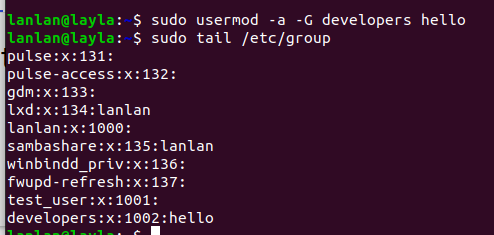 lanlan@layla:~$ sudo usermod -a -G developers hello
lanlan@layla:~$ sudo tail /etc/group
pulse:x:131:
pulse-access:x:132:
gdm:x:133:
lxd:x:134:lanlan
lanlan:x:1000:
sambashare:x:135:lanlan
winbindd_priv:x:136:
fwupd-refresh:x:137:
test_user:x:1001:
developers:x:1002:hello
lanlan@layla:~$